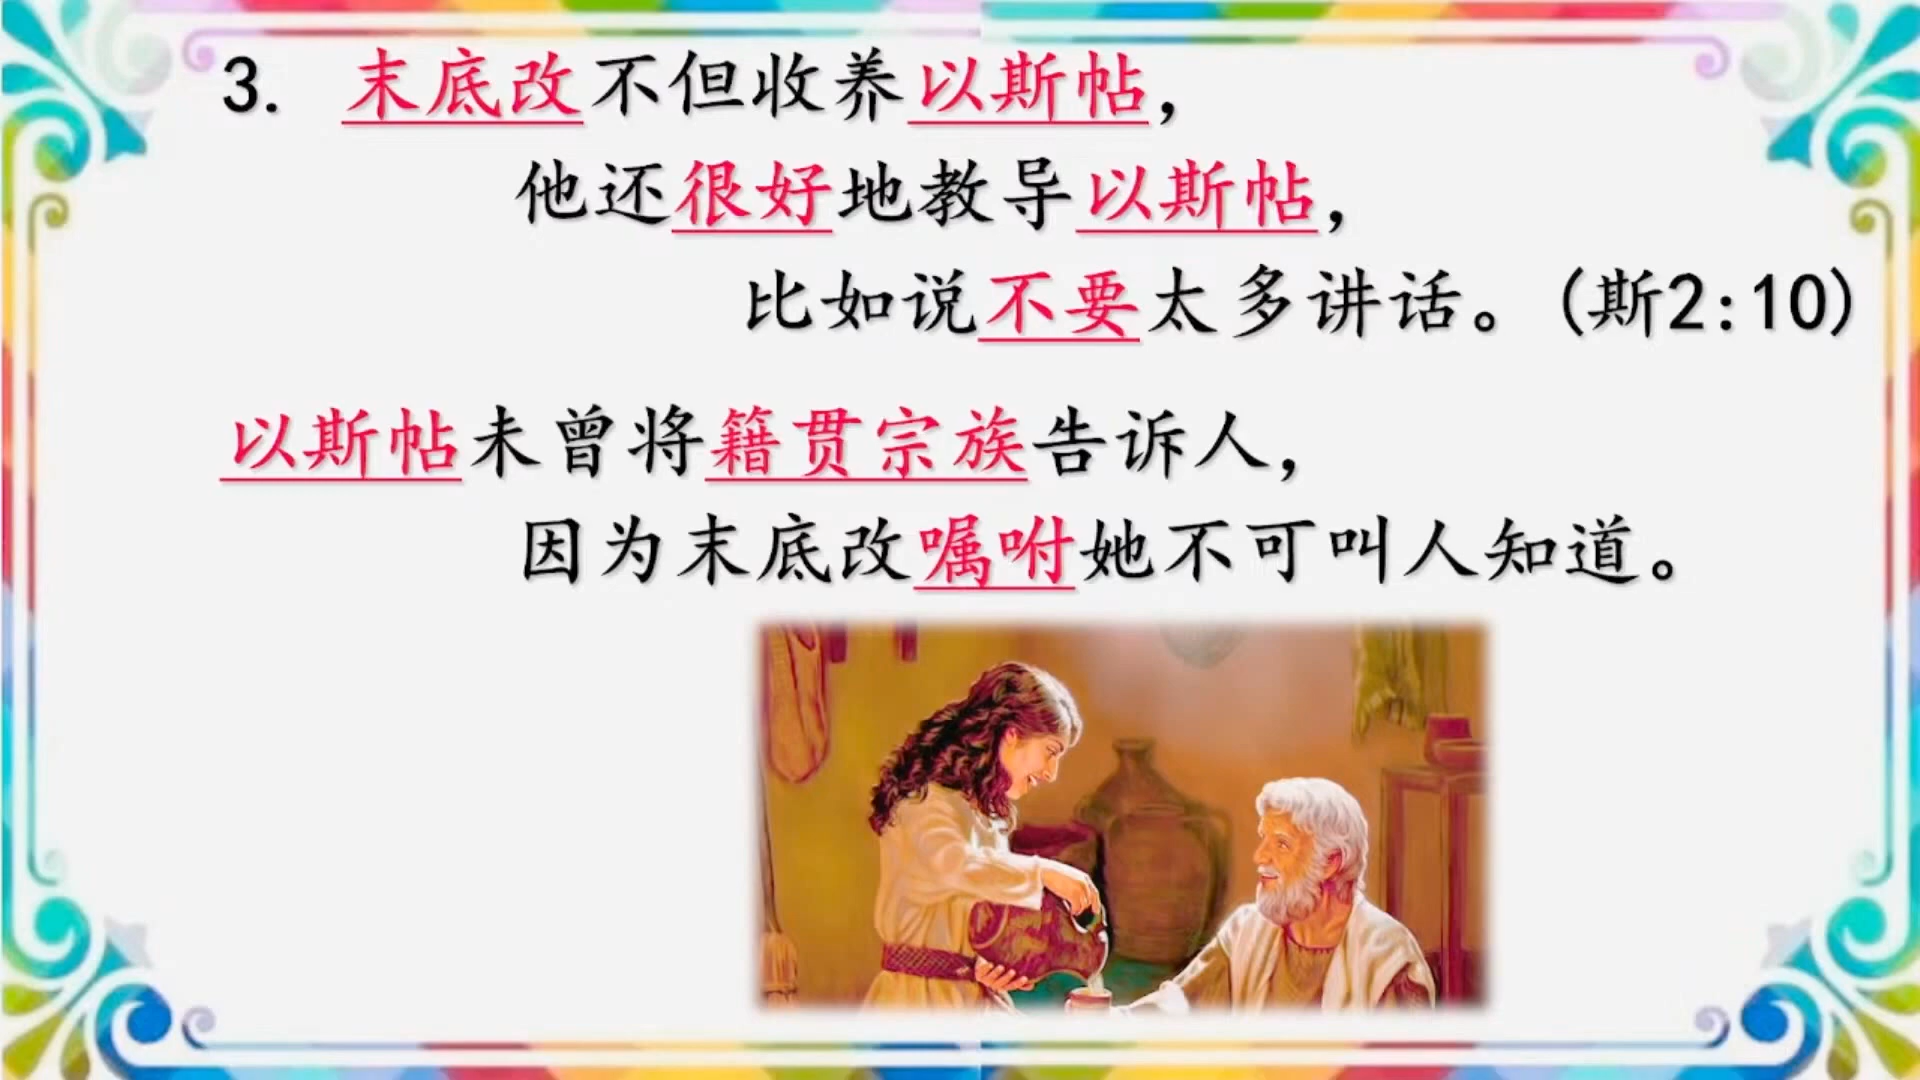 3. 末底改不但收养以斯帖，
他还很好地教导以斯帖，
比如说不要太多讲话。(斯2:10)
以斯帖未曾将籍贯宗族告诉人，
因为末底改嘱咐她不可叫人知道。